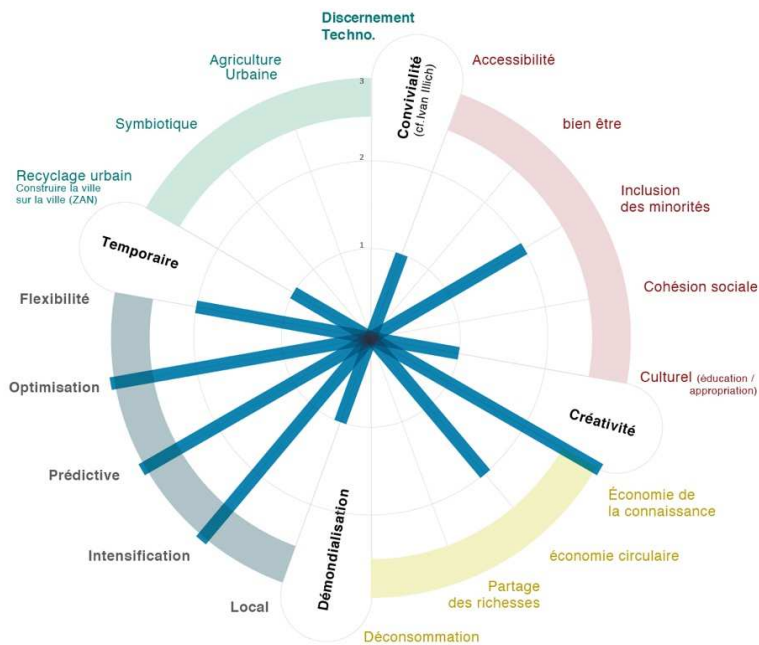 Discernement
Techno.
Convivialité
(cf.Ivan Illich)
Accessibilité
bien être
Inclusion
des minorités
Cohésion sociale
Culturel (éducation /
appropriation)
Créativité
Économie de
la connaissance
économie circulaire
Partage
des richesses
Déconsommation
Démondialisation
Local
Intensification
Prédictive
Optimisation
Flexibilité
Temporaire
Recyclage urbain
Construire la ville
sur la ville (ZAN)
Symbiotique
Agriculture
Urbaine
3
2
1